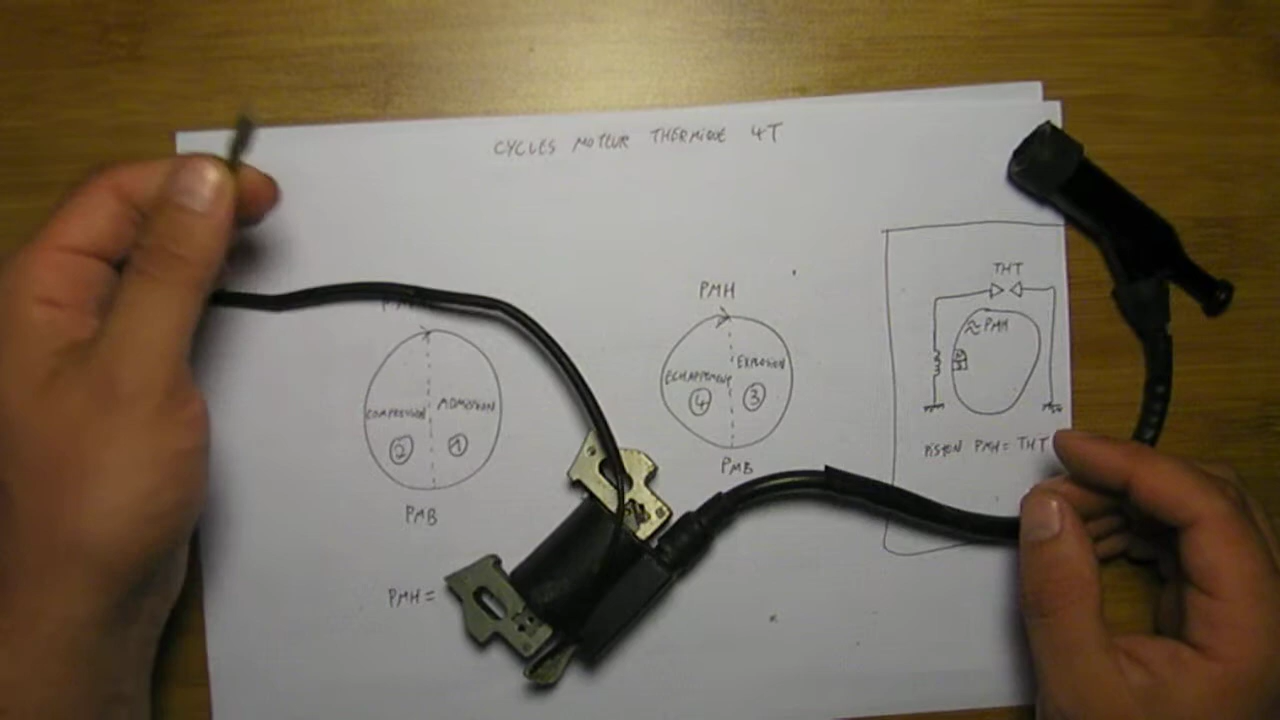 CYCLES MOTEUR THERMIQUE 4T
COMPRESSION
ADMISSION
2
1
PMB
PMH
ECHAPPEMENT
EXPLOSION
4
3
PMB
THT
≈ PMH
PISTON PMH = THT
PMH =